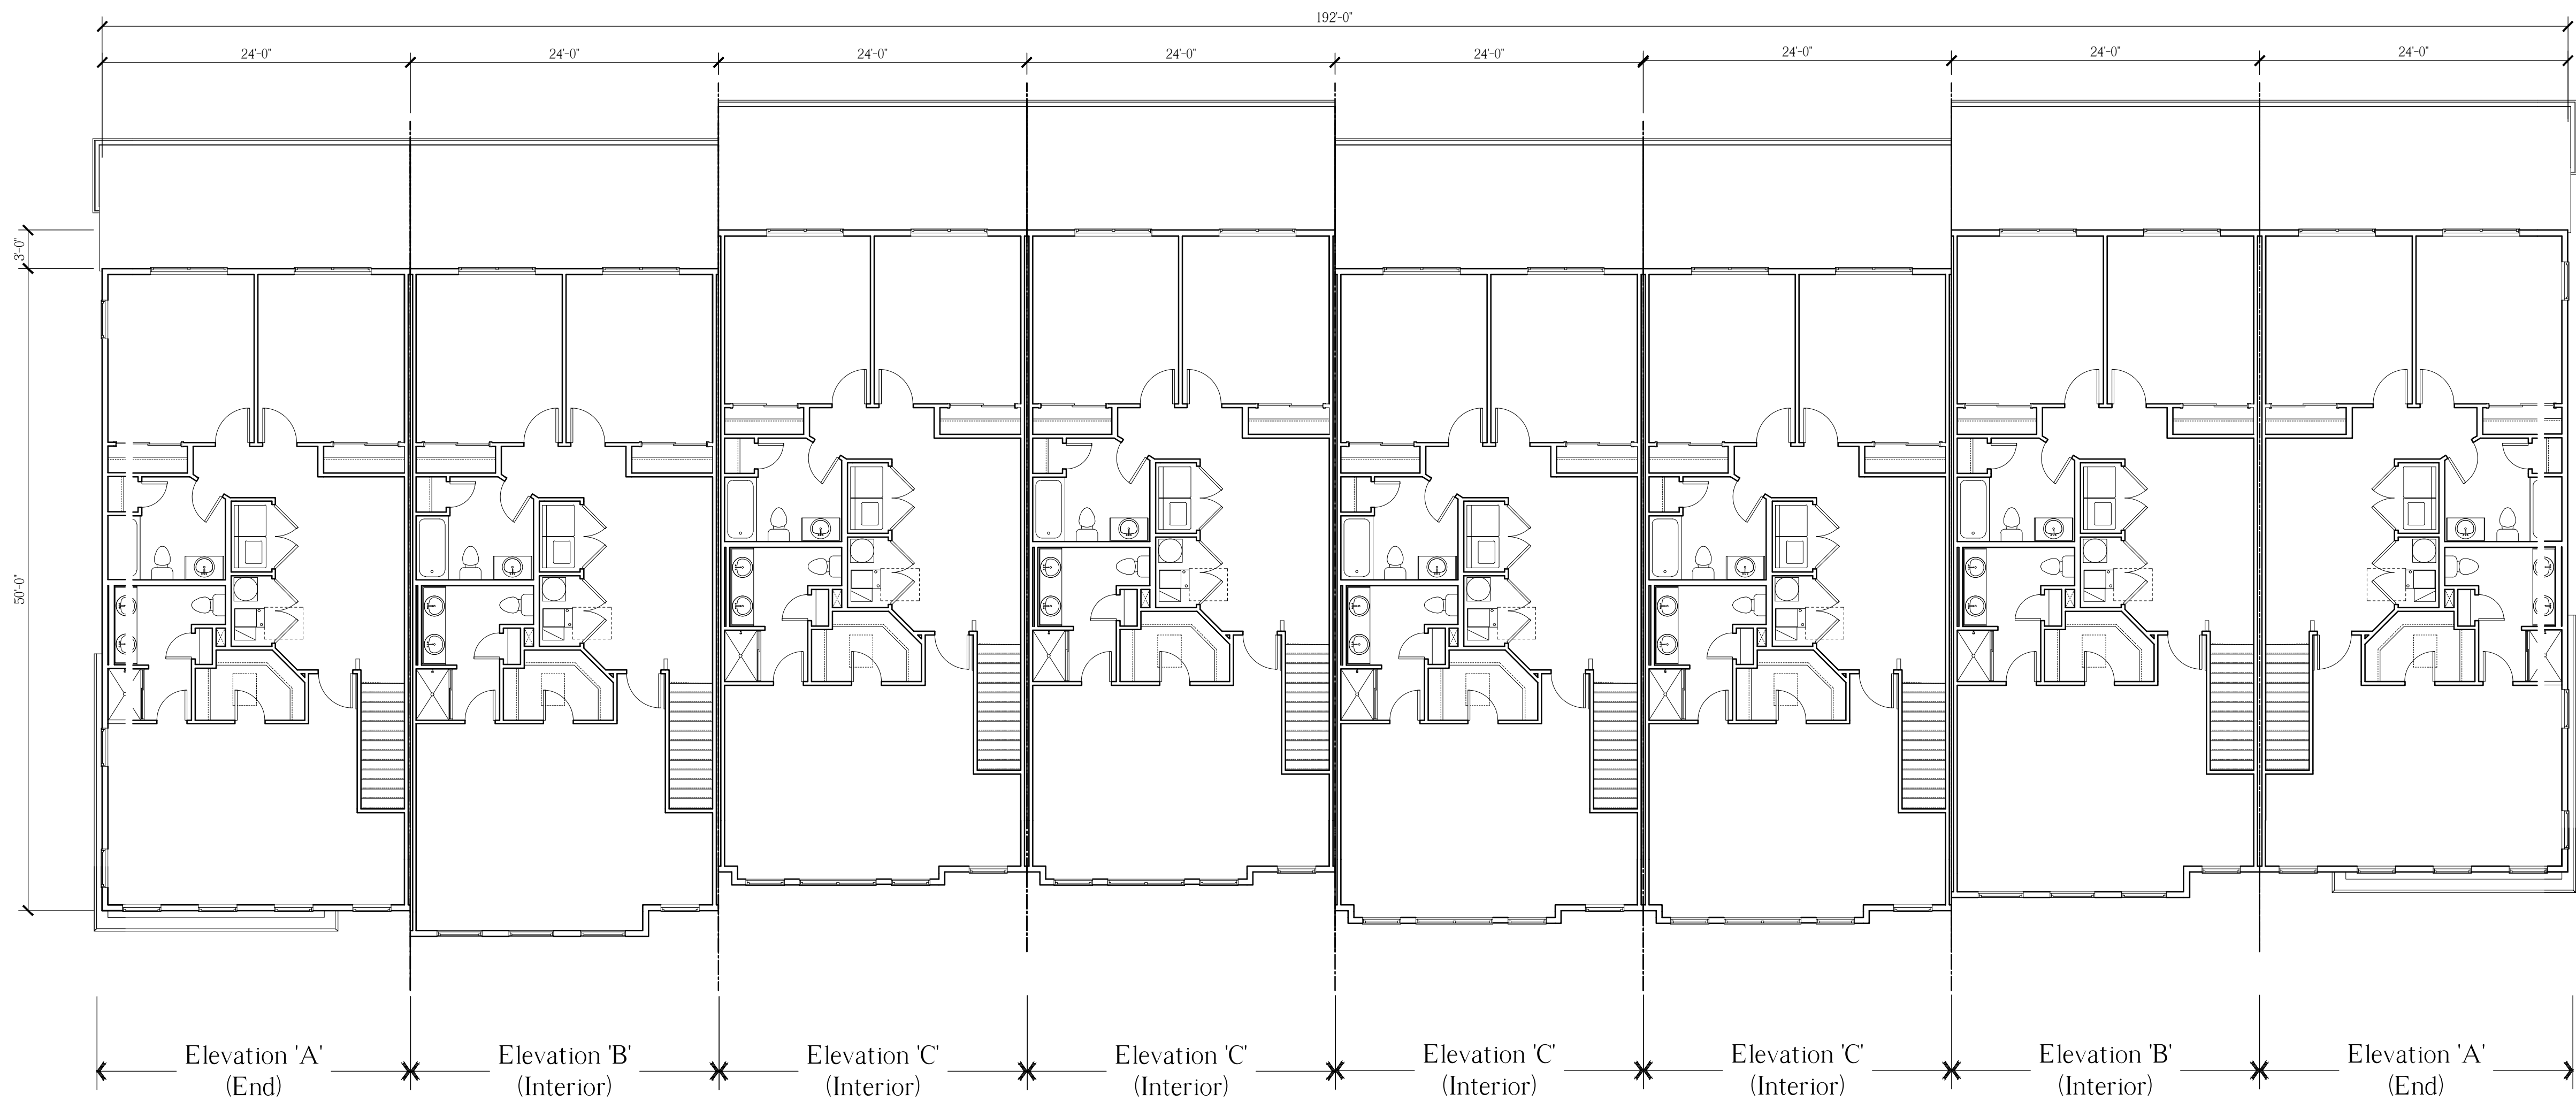 192'-0"
24'-0"
24'-0"
24'-0"
24'-0"
24'-0"
24'-0"
24'-0"
24'-0"
3'-0"
50'-0"
Elevation 'A'
(End)
Elevation 'B'
(Interior)
Elevation 'C'
(Interior)
Elevation 'C'
(Interior)
Elevation 'C'
(Interior)
Elevation 'C'
(Interior)
Elevation 'B'
(Interior)
Elevation 'A'
(End)